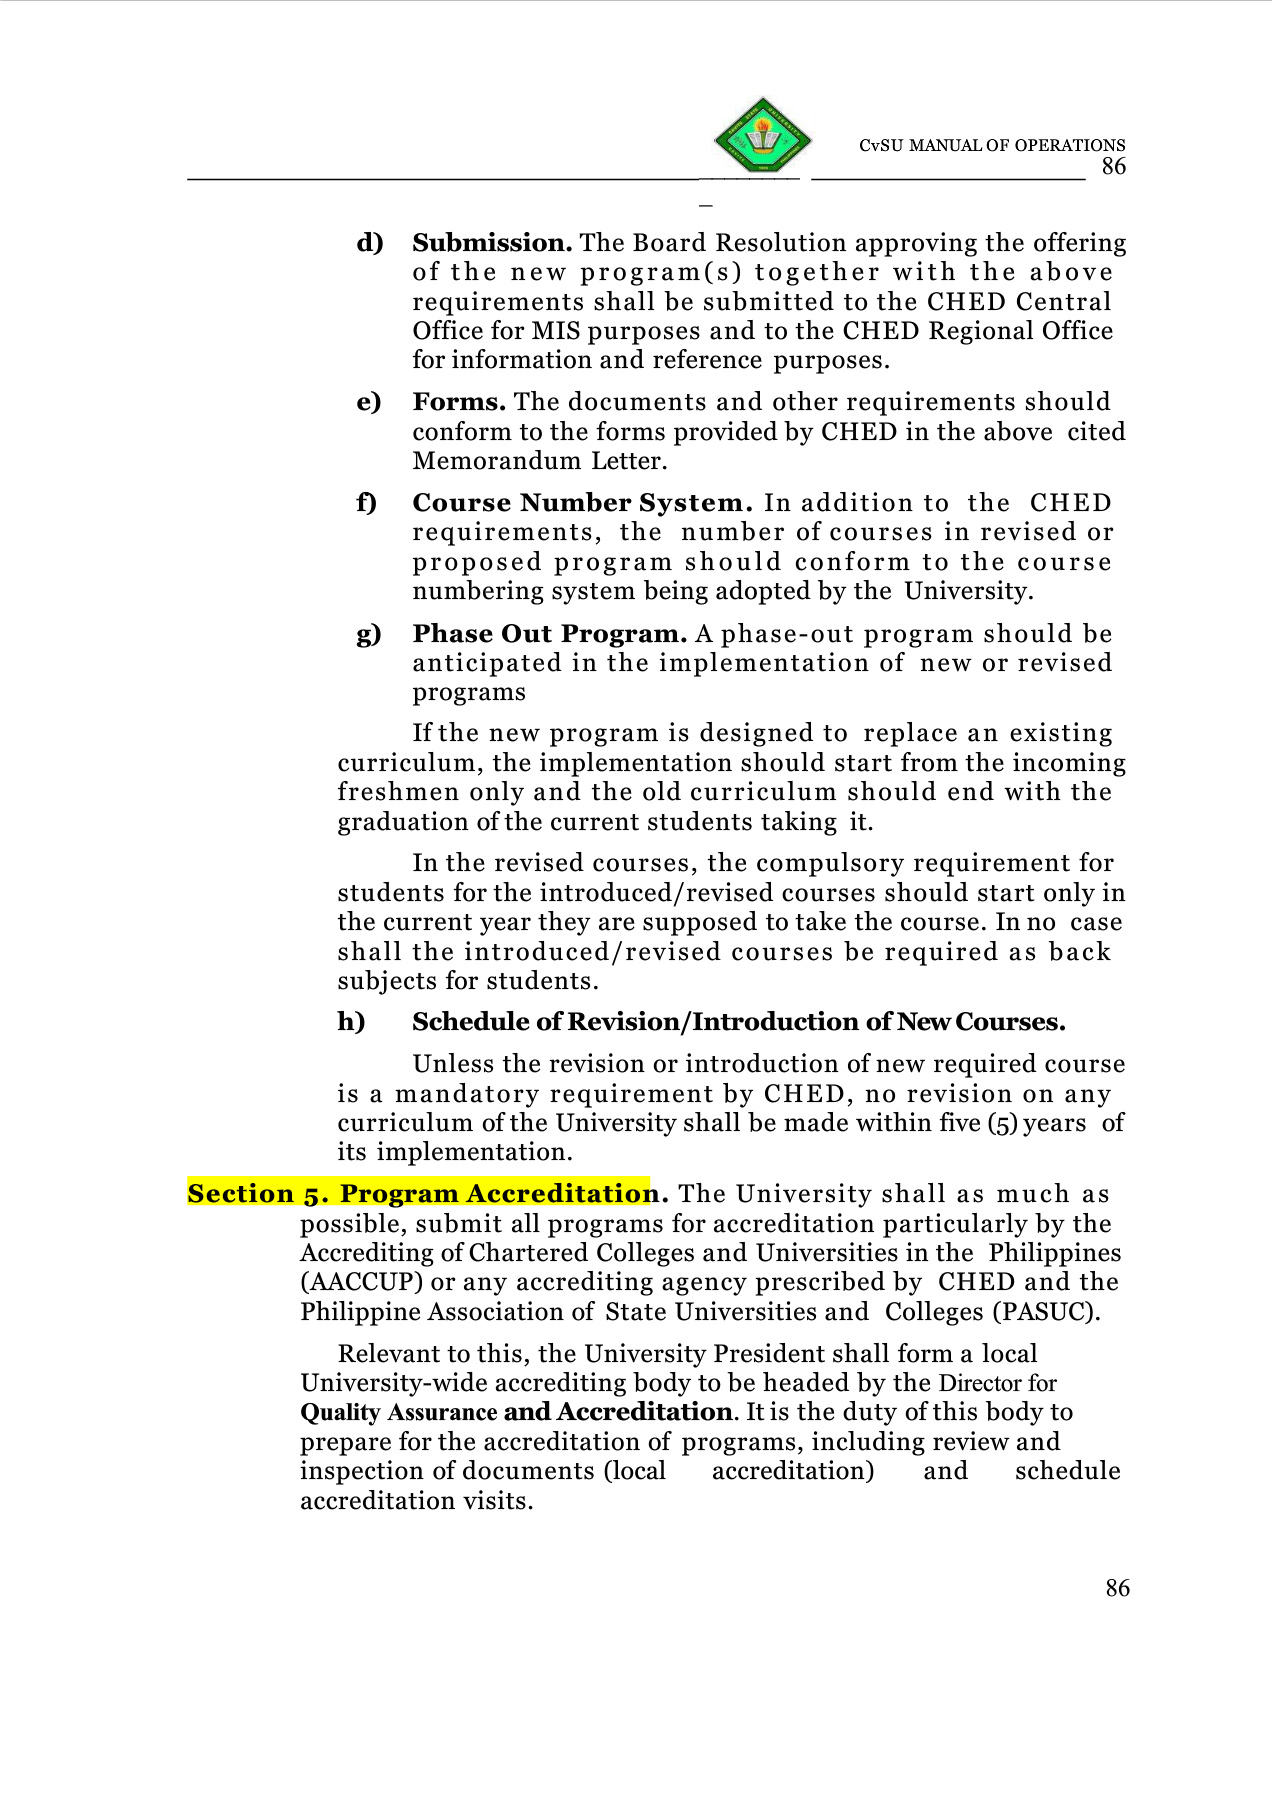 CvSU MANUAL OF OPERATIONS
86
d) Submission. The Board Resolution approving the offering
of the new program(s) together with the above
requirements shall be submitted to the CHED Central
Office for MIS purposes and to the CHED Regional Office
for information and reference purposes.
e) Forms. The documents and other requirements should
conform to the forms provided by CHED in the above cited
Memorandum Letter.
f) Course Number System. In addition to the CHED
requirements, the number of courses in revised or
proposed program should conform to the course
numbering system being adopted by the University.
g) Phase Out Program. A phase-out program should be
anticipated in the implementation of new or revised
programs
If the new program is designed to replace an existing
curriculum, the implementation should start from the incoming
freshmen only and the old curriculum should end with the
graduation of the current students taking it.
In the revised courses, the compulsory requirement for
students for the introduced/revised courses should start only in
the current year they are supposed to take the course. In no case
shall the introduced/revised courses be required as back
subjects for students.
h) Schedule of Revision/Introduction of New Courses.
Unless the revision or introduction of new required course
is a mandatory requirement by CHED, no revision on any
curriculum of the University shall be made within five (5) years of
its implementation.
Section 5. Program Accreditation. The University shall as much as
possible, submit all programs for accreditation particularly by the
Accrediting of Chartered Colleges and Universities in the Philippines
(AACCUP) or any accrediting agency prescribed by CHED and the
Philippine Association of State Universities and Colleges (PASUC).
Relevant to this, the University President shall form a local
University-wide accrediting body to be headed by the Director for
Quality Assurance and Accreditation. It is the duty of this body to
prepare for the accreditation of programs, including review and
inspection of documents (local accreditation) and schedule
accreditation visits.
86